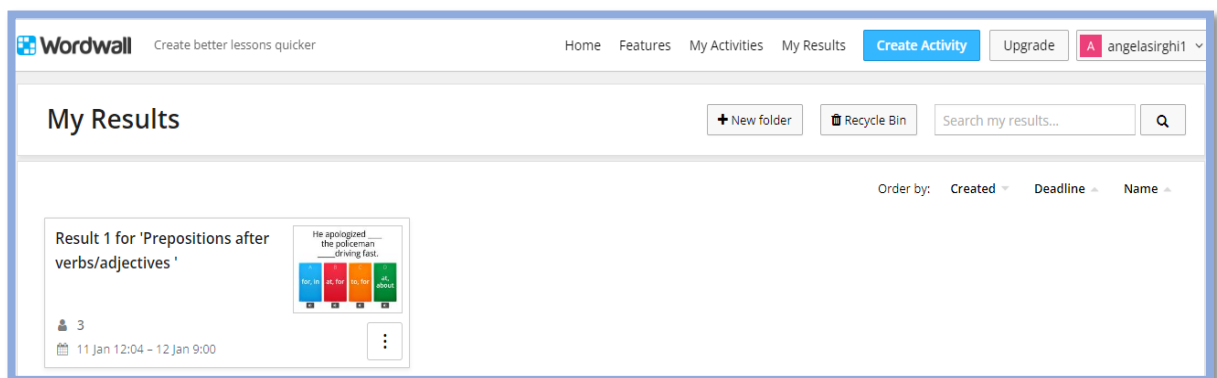 Wordwall Create better lessons quicker Home Features My Activities My Results Create Activity Upgrade A angelasirghi1
My Results + New folder Recycle Bin Search my results...
Order by: Created Deadline Name
Result 1 for 'Prepositions after
verbs/adjectives '
He apologized ___
the policeman
___driving fast.
for, in at, for to, for at, about
3
11 Jan 12:04 – 12 Jan 9:00